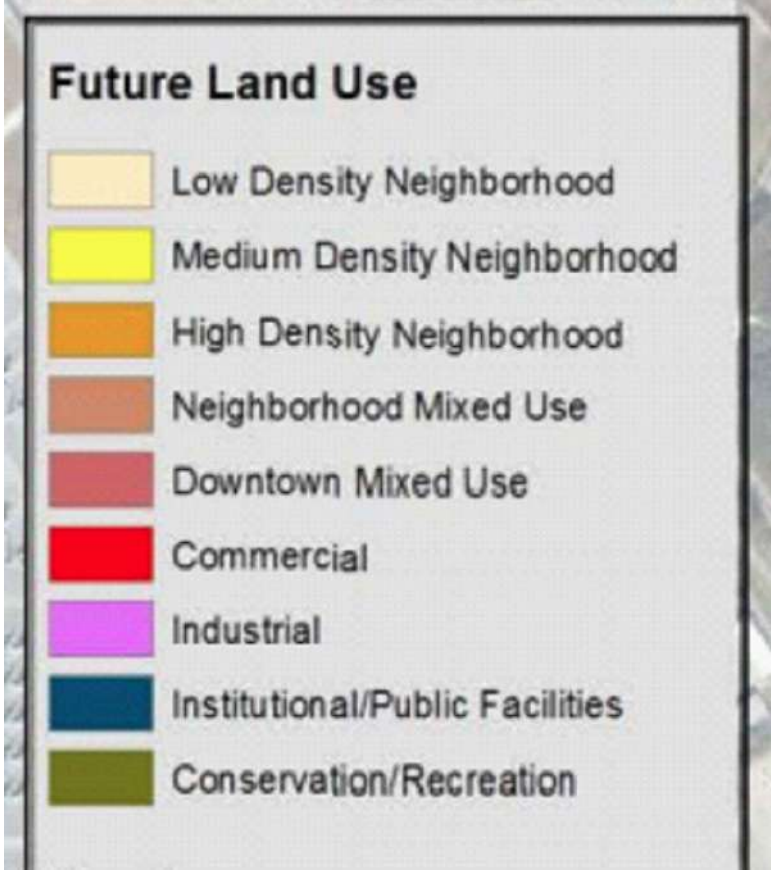 Future Land Use
Low Density Neighborhood
Medium Density Neighborhood
High Density Neighborhood
Neighborhood Mixed Use
Downtown Mixed Use
Commercial
Industrial
Institutional/Public Facilities
Conservation/Recreation